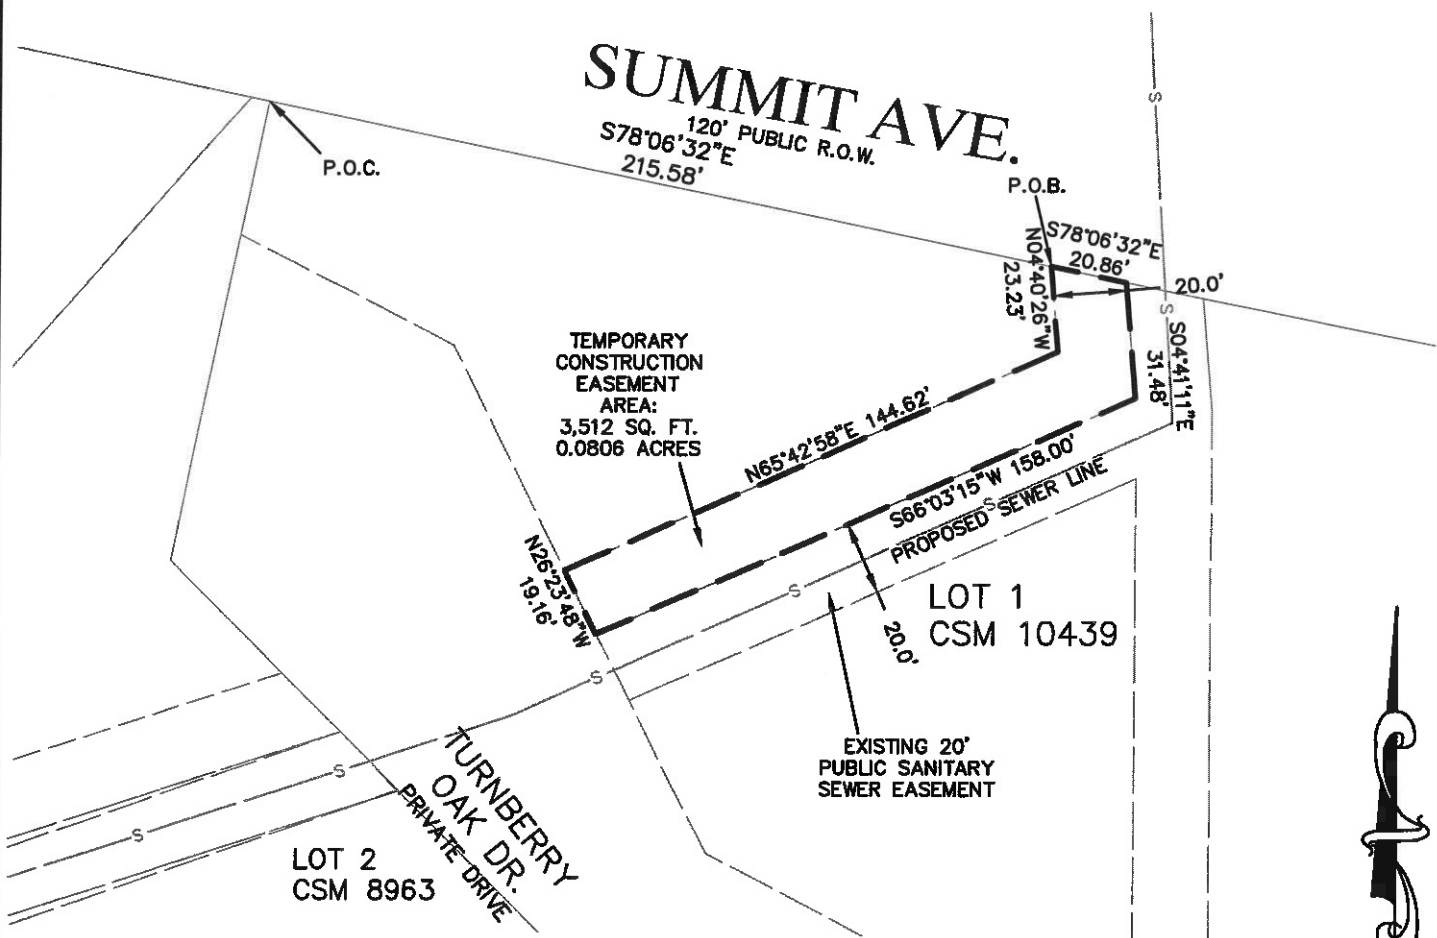 SUMMIT AVE.
120' PUBLIC R.O.W.
S78°06'32"E
215.58'
P.O.C.
P.O.B.
S78°06'32"E
20.86'
N04°40'26"W
23.23'
20.0'
S04°41'11"E
31.48'
TEMPORARY
CONSTRUCTION
EASEMENT
AREA:
3,512 SQ. FT.
0.0806 ACRES
N65°42'58"E 144.62'
S66°03'15"W 158.00'
PROPOSED SEWER LINE
N26°23'48"W
19.16'
20.0'
LOT 1
CSM 10439
EXISTING 20'
PUBLIC SANITARY
SEWER EASEMENT
TURNBERRY
OAK DR.
PRIVATE DRIVE
LOT 2
CSM 8963
S
S
S
S
S
S